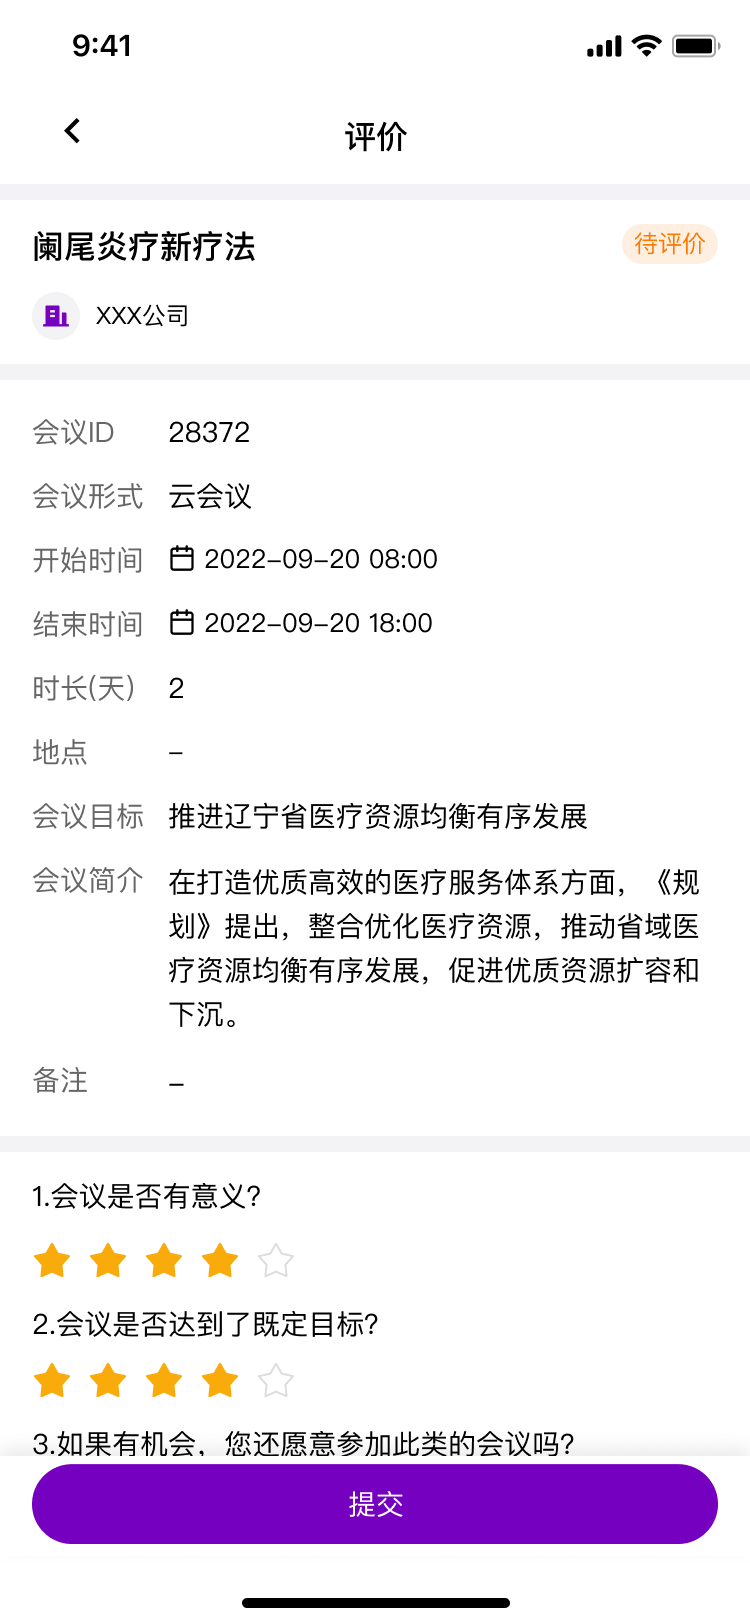 9:41
评价
阑尾炎疗新疗法
待评价
XXX公司
会议ID 28372
会议形式 云会议
开始时间 2022-09-20 08:00
结束时间 2022-09-20 18:00
时长(天) 2
地点 -
会议目标 推进辽宁省医疗资源均衡有序发展
会议简介 在打造优质高效的医疗服务体系方面，《规
划》提出，整合优化医疗资源，推动省域医
疗资源均衡有序发展，促进优质资源扩容和
下沉。
备注 -
1.会议是否有意义?
2.会议是否达到了既定目标?
3.如果有机会，您还愿意参加此类的会议吗?
提交